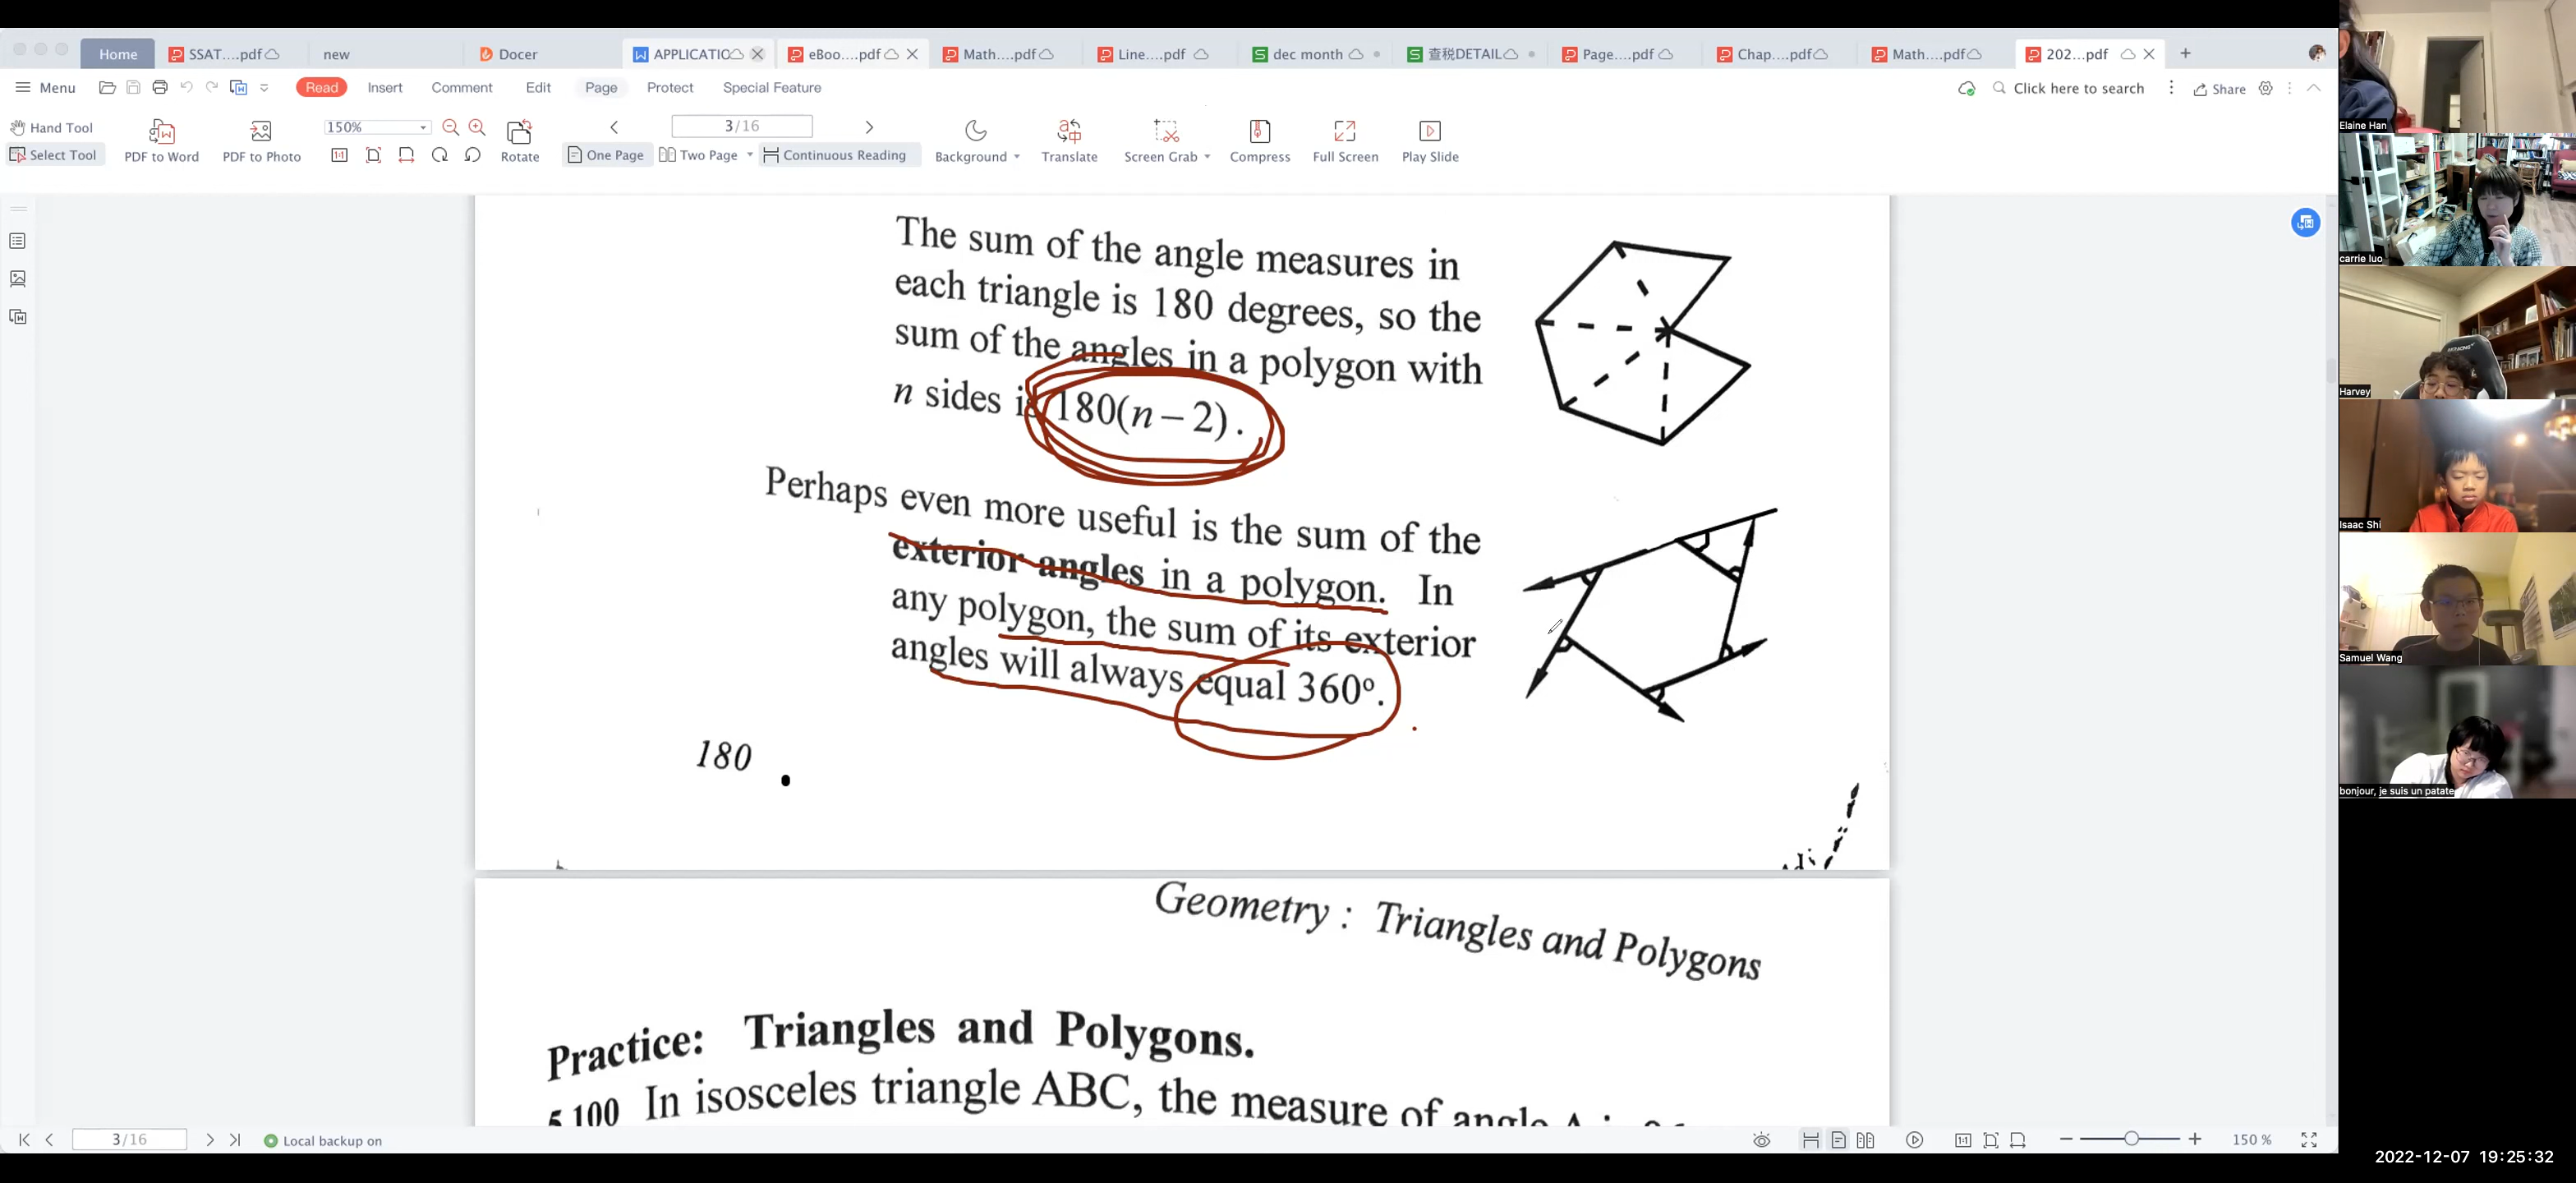 Home
SSAT....pdf
new
Docer
APPLICATIO
eBoo....pdf
Math....pdf
Line....pdf
dec month
查税DETAIL
Page....pdf
Chap....pdf
Math....pdf
202...pdf
Menu
Read
Insert
Comment
Edit
Page
Protect
Special Feature
Click here to search
Share
Hand Tool
Select Tool
PDF to Word
PDF to Photo
150%
Rotate
3/16
One Page
Two Page
Continuous Reading
Background
Translate
Screen Grab
Compress
Full Screen
Play Slide
The sum of the angle measures in
each triangle is 180 degrees, so the
sum of the angles in a polygon with
n sides is 180(n – 2).
Perhaps even more useful is the sum of the
exterior angles in a polygon. In
any polygon, the sum of its exterior
angles will always equal 360º.
180
Geometry : Triangles and Polygons
Practice: Triangles and Polygons.
5.100 In isosceles triangle ABC, the measure of angle A
3/16
Local backup on
150 %
Elaine Han
carrie luo
Harvey
Isaac Shi
Samuel Wang
bonjour, je suis un patate
2022-12-07 19:25:32